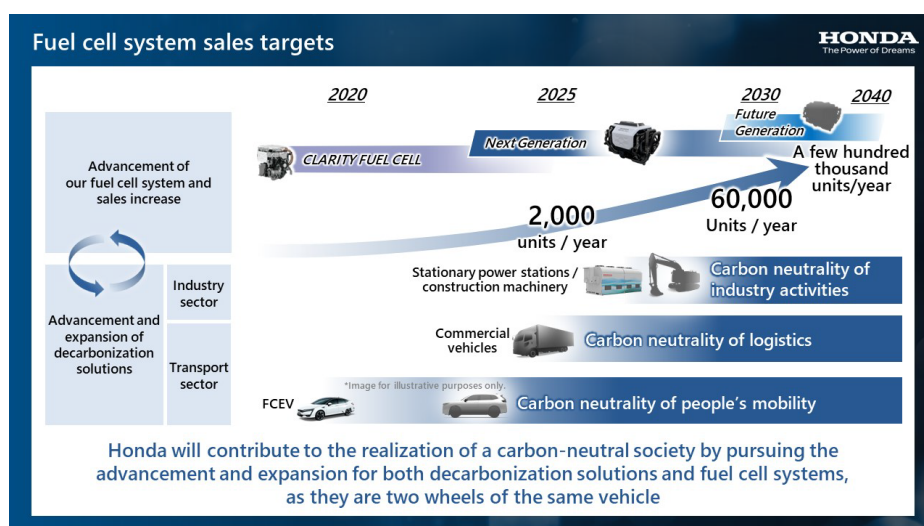 Fuel cell system sales targets
HONDA
The Power of Dreams
2020
2025
2030
2040
Advancement of
our fuel cell system and
sales increase
CLARITY FUEL CELL
Next Generation
Future
Generation
2,000
units / year
60,000
Units / year
A few hundred
thousand
units/year
Advancement and
expansion of
decarbonization
solutions
Industry
sector
Transport
sector
Stationary power stations /
construction machinery
Carbon neutrality of
industry activities
Commercial
vehicles
Carbon neutrality of logistics
*Image for illustrative purposes only.
FCEV
Carbon neutrality of people's mobility
Honda will contribute to the realization of a carbon-neutral society by pursuing the
advancement and expansion for both decarbonization solutions and fuel cell systems,
as they are two wheels of the same vehicle